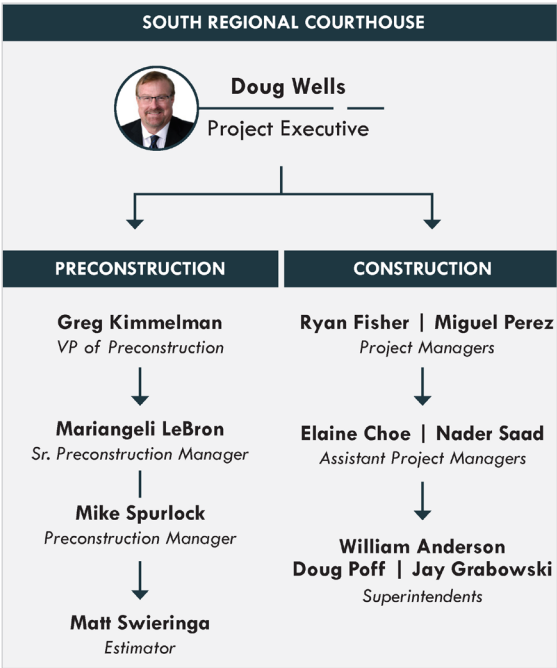 SOUTH REGIONAL COURTHOUSE
Doug Wells
Project Executive
PRECONSTRUCTION
Greg Kimmelman
VP of Preconstruction
Mariangeli LeBron
Sr. Preconstruction Manager
Mike Spurlock
Preconstruction Manager
Matt Swieringa
Estimator
CONSTRUCTION
Ryan Fisher | Miguel Perez
Project Managers
Elaine Choe | Nader Saad
Assistant Project Managers
William Anderson
Doug Poff | Jay Grabowski
Superintendents